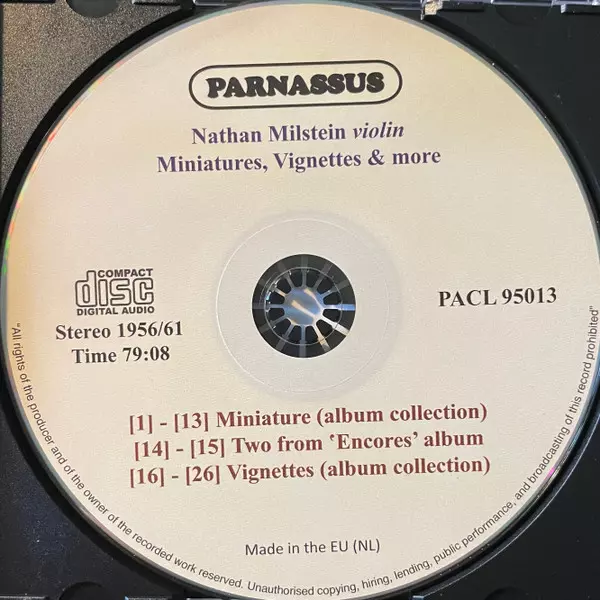 PARNASSUS
Nathan Milstein violin
Miniatures, Vignettes & more
COMPACT
disc
DIGITAL AUDIO
Stereo 1956/61
Time 79:08
PACL 95013
[1] - [13] Miniature (album collection)
[14] - [15] Two from ‛Encores’ album
[16] - [26] Vignettes (album collection)
Made in the EU (NL)
"All rights of the producer and of the owner of the recorded work reserved. Unauthorised copying, hiring, lending, public performance, and broadcasting of this record prohibited"